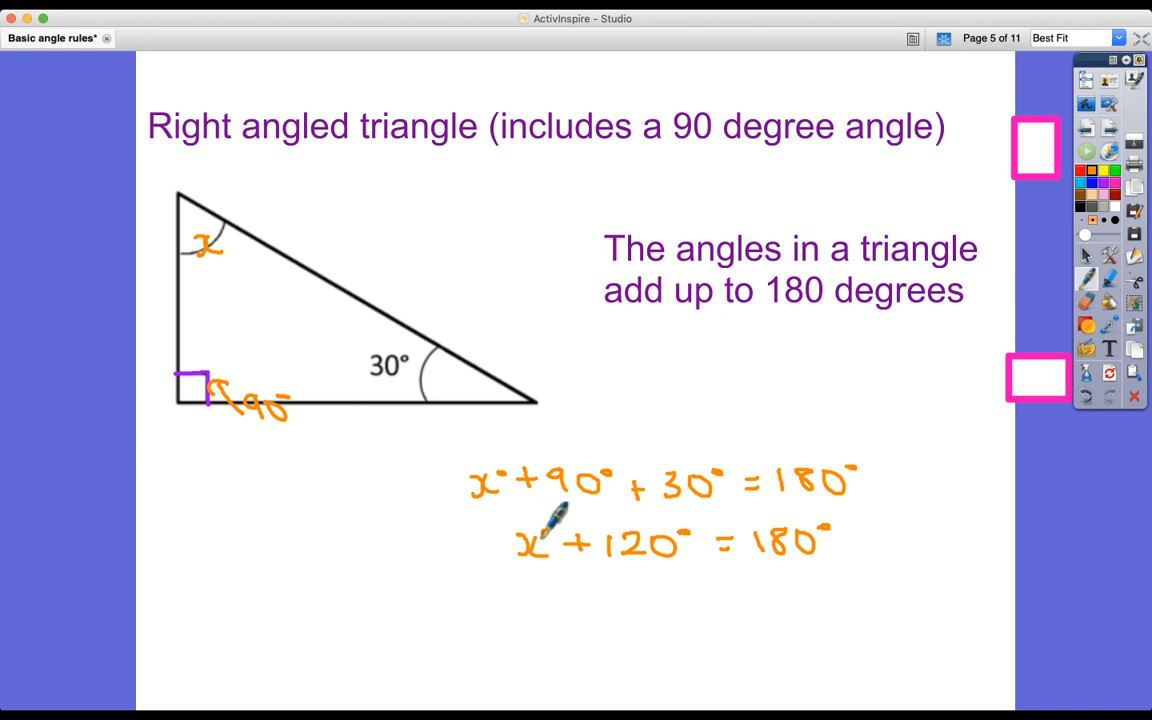 ActivInspire - Studio
Basic angle rules*
Page 5 of 11
Best Fit
Right angled triangle (includes a 90 degree angle)
x
The angles in a triangle
add up to 180 degrees
30°
90°
x° + 90° + 30° = 180°
x° + 120° = 180°